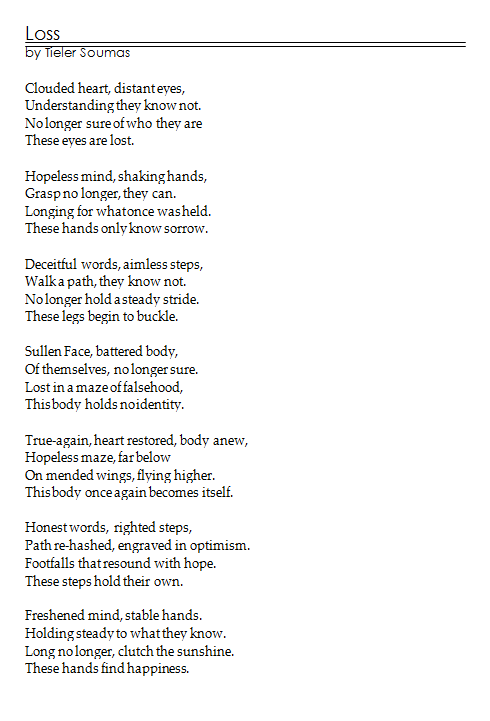 Loss
by Tieler Soumas
Clouded heart, distant eyes,
Understanding they know not.
No longer sure of who they are
These eyes are lost.
Hopeless mind, shaking hands,
Grasp no longer, they can.
Longing for what once was held.
These hands only know sorrow.
Deceitful words, aimless steps,
Walk a path, they know not.
No longer hold a steady stride.
These legs begin to buckle.
Sullen Face, battered body,
Of themselves, no longer sure.
Lost in a maze of falsehood,
This body holds no identity.
True-again, heart restored, body anew,
Hopeless maze, far below
On mended wings, flying higher.
This body once again becomes itself.
Honest words, righted steps,
Path re-hashed, engraved in optimism.
Footfalls that resound with hope.
These steps hold their own.
Freshened mind, stable hands.
Holding steady to what they know.
Long no longer, clutch the sunshine.
These hands find happiness.